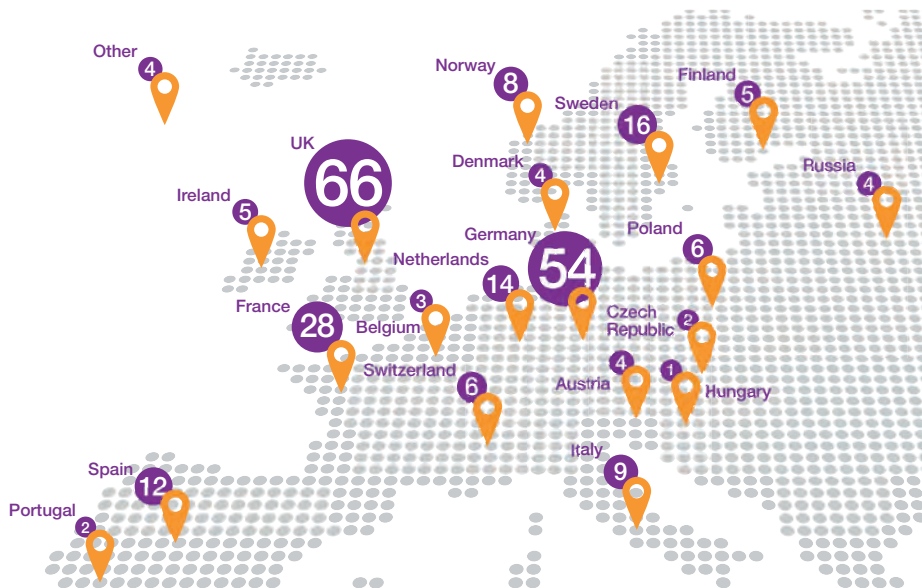 Other
4
Norway
8
Finland
5
Sweden
16
UK
66
Denmark
4
Russia
4
Ireland
5
Germany
54
Poland
6
Netherlands
14
France
28
Belgium
3
Czech
Republic
2
Switzerland
6
Austria
4
Hungary
1
Italy
9
Spain
12
Portugal
2